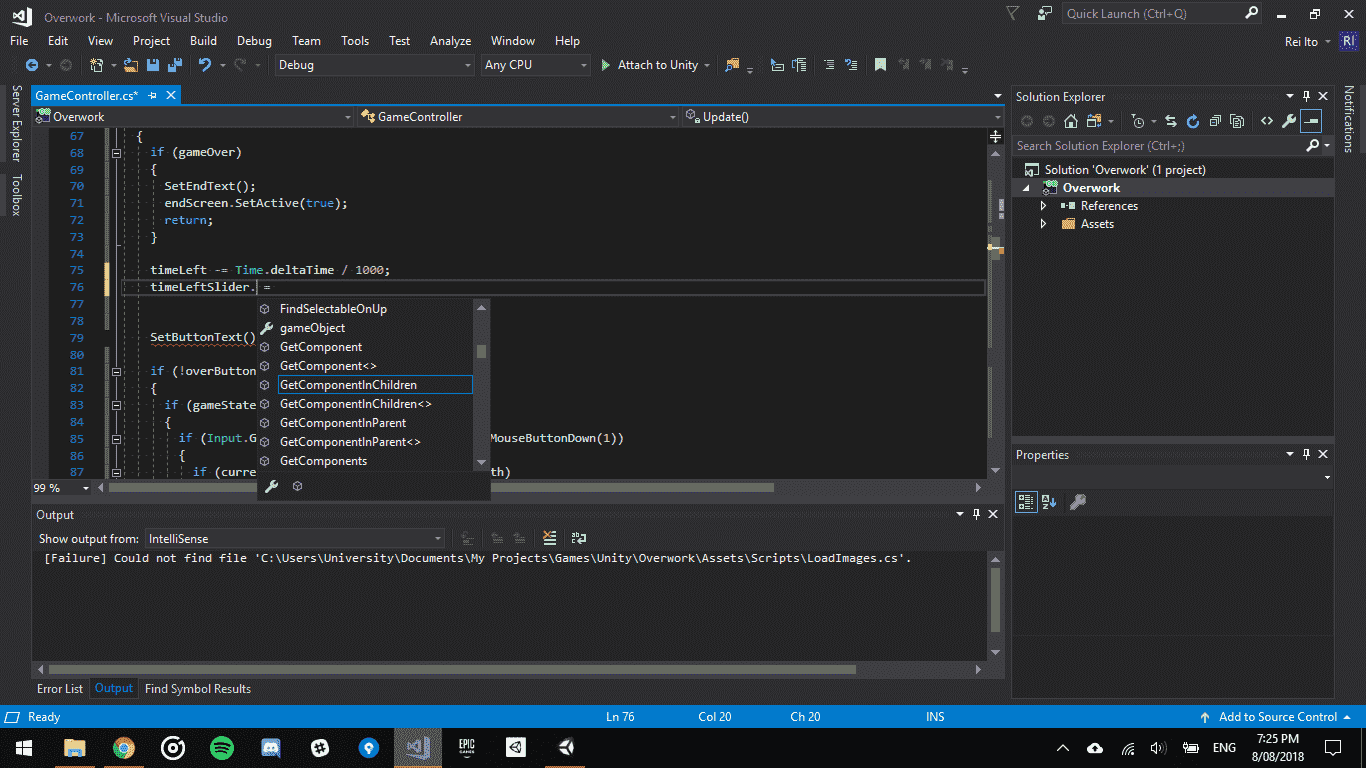 Overwork - Microsoft Visual Studio
Quick Launch (Ctrl+Q)
File Edit View Project Build Debug Team Tools Test Analyze Window Help
Rei Ito RI
Debug Any CPU Attach to Unity
Server Explorer
Toolbox
GameController.cs*
Overwork GameController Update()
67 {
68 if (gameOver)
69 {
70 SetEndText();
71 endScreen.SetActive(true);
72 return;
73 }
74
75 timeLeft -= Time.deltaTime / 1000;
76 timeLeftSlider. =
77
78
79 SetButtonText()
80
81 if (!overButton
82 {
83 if (gameState
84 {
85 if (Input.G MouseButtonDown(1))
86 {
87 if (curre th)
FindSelectableOnUp
gameObject
GetComponent
GetComponent<>
GetComponentInChildren
GetComponentInChildren<>
GetComponentInParent
GetComponentInParent<>
GetComponents
99 %
Output
Show output from: IntelliSense
[Failure] Could not find file 'C:\Users\University\Documents\My Projects\Games\Unity\Overwork\Assets\Scripts\LoadImages.cs'.
Error List Output Find Symbol Results
Solution Explorer
Search Solution Explorer (Ctrl+;)
Solution 'Overwork' (1 project)
Overwork
References
Assets
Properties
Notifications
Ready Ln 76 Col 20 Ch 20 INS Add to Source Control
EPIC GAMES
ENG
7:25 PM
8/08/2018